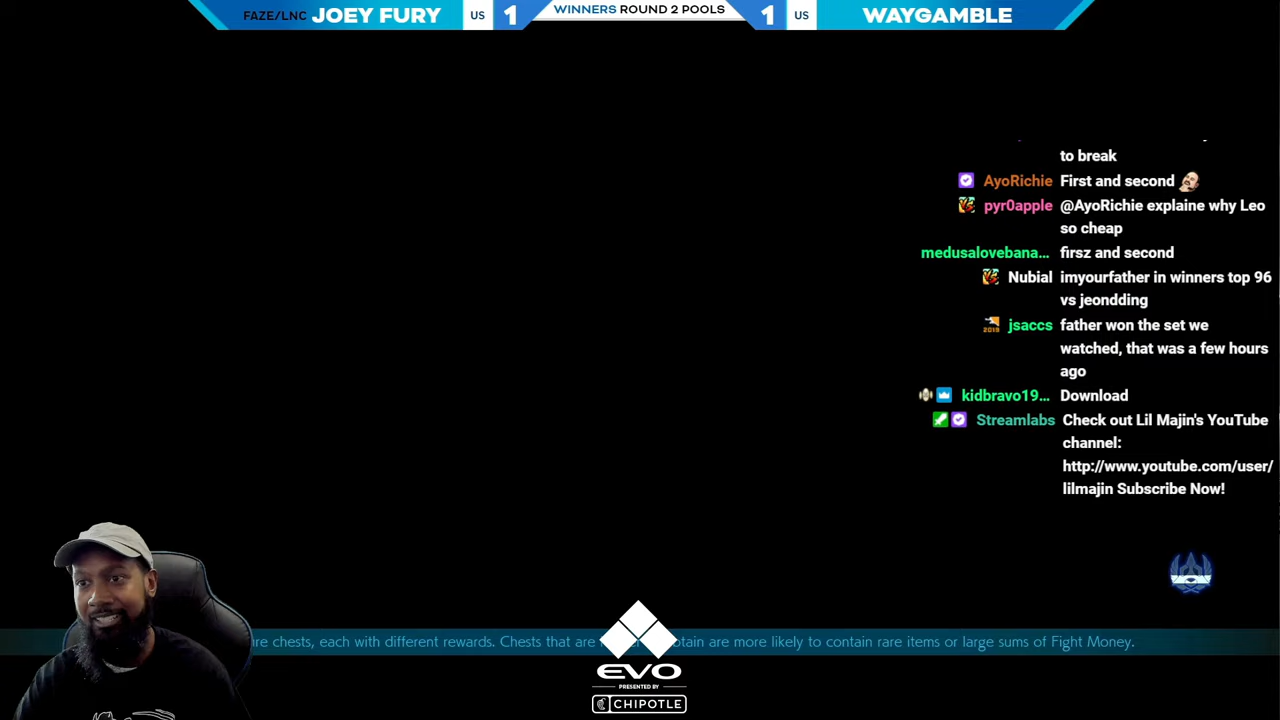 FAZE/LNC JOEY FURY US 1 WINNERS ROUND 2 POOLS 1 US WAYGAMBLE
to break
AyoRichie First and second
pyr0apple @AyoRichie explaine why Leo
so cheap
medusalovebana... firsz and second
Nubial imyourfather in winners top 96
vs jeondding
jsaccs father won the set we
watched, that was a few hours
ago
kidbravo19... Download
Streamlabs Check out Lil Majin's YouTube
channel:
http://www.youtube.com/user/
lilmajin Subscribe Now!
chests, each with different rewards. Chests that are more likely to contain rare items or large sums of Fight Money.
EVO
PRESENTED BY
CHIPOTLE